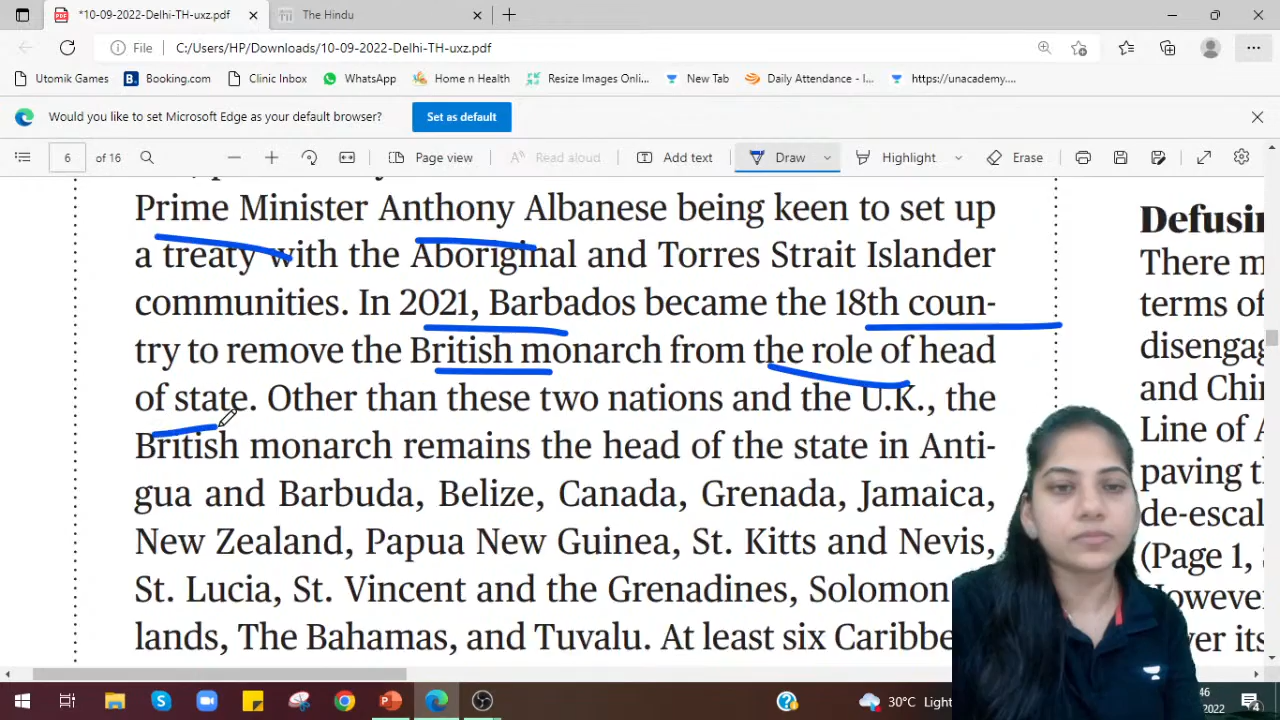 *10-09-2022-Delhi-TH-uxz.pdf
The Hindu
File C:/Users/HP/Downloads/10-09-2022-Delhi-TH-uxz.pdf
Utomik Games Booking.com Clinic Inbox WhatsApp Home n Health Resize Images Onli... New Tab Daily Attendance - I... https://unacademy....
Would you like to set Microsoft Edge as your default browser? Set as default
6 of 16 Page view Read aloud Add text Draw Highlight Erase
Prime Minister Anthony Albanese being keen to set up
a treaty with the Aboriginal and Torres Strait Islander
communities. In 2021, Barbados became the 18th coun-
try to remove the British monarch from the role of head
of state. Other than these two nations and the U.K., the
British monarch remains the head of the state in Anti-
gua and Barbuda, Belize, Canada, Grenada, Jamaica,
New Zealand, Papua New Guinea, St. Kitts and Nevis,
St. Lucia, St. Vincent and the Grenadines, Solomon
lands, The Bahamas, and Tuvalu. At least six Caribbe
Defusin
There m
terms of
disengag
and Chin
Line of A
paving t
de-escal
(Page 1,
oweve
ver its
30°C Light
46
2022
4